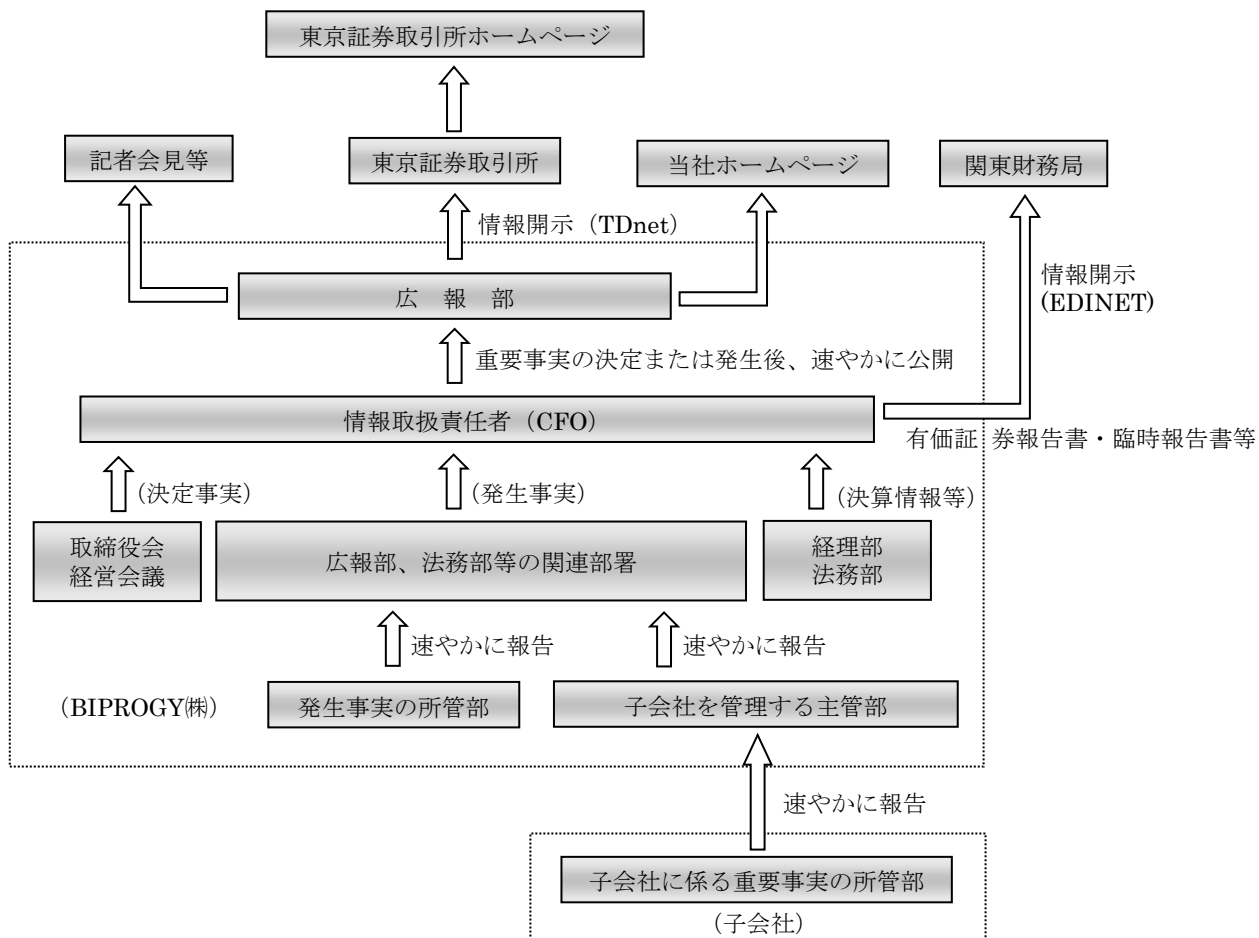 東京証券取引所ホームページ
記者会見等
東京証券取引所
当社ホームページ
関東財務局
情報開示（TDnet）
情報開示
(EDINET)
広　報　部
重要事実の決定または発生後、速やかに公開
情報取扱責任者（CFO）
有価証 券報告書・臨時報告書等
（決定事実）
（発生事実）
（決算情報等）
取締役会
経営会議
広報部、法務部等の関連部署
経理部
法務部
速やかに報告
速やかに報告
（BIPROGY㈱）
発生事実の所管部
子会社を管理する主管部
速やかに報告
子会社に係る重要事実の所管部
（子会社）